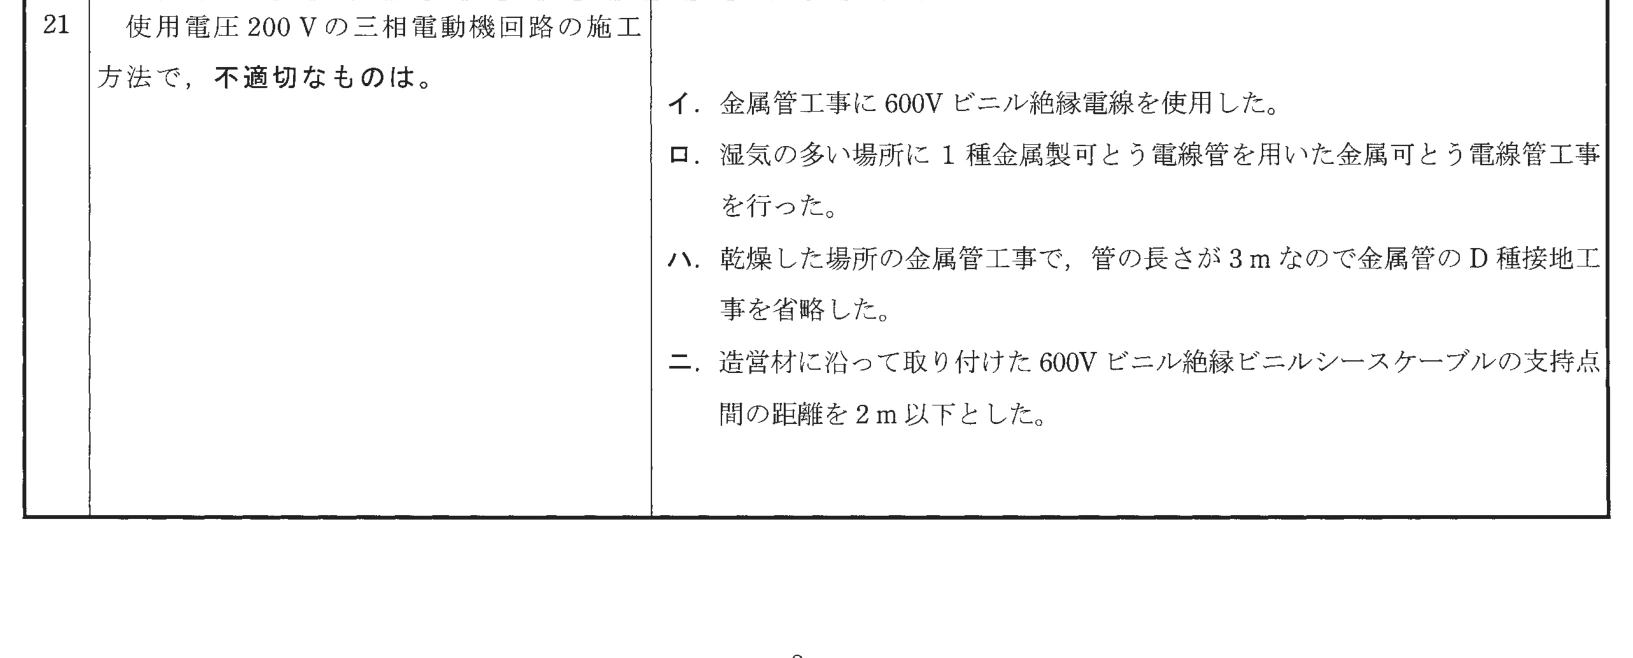 21
使用電圧 200 V の三相電動機回路の施工
方法で，不適切なものは。
イ．金属管工事に 600V ビニル絶縁電線を使用した。
ロ．湿気の多い場所に 1 種金属製可とう電線管を用いた金属可とう電線管工事
を行った。
ハ．乾燥した場所の金属管工事で，管の長さが 3 m なので金属管の D 種接地工
事を省略した。
ニ．造営材に沿って取り付けた 600V ビニル絶縁ビニルシースケーブルの支持点
間の距離を 2 m 以下とした。